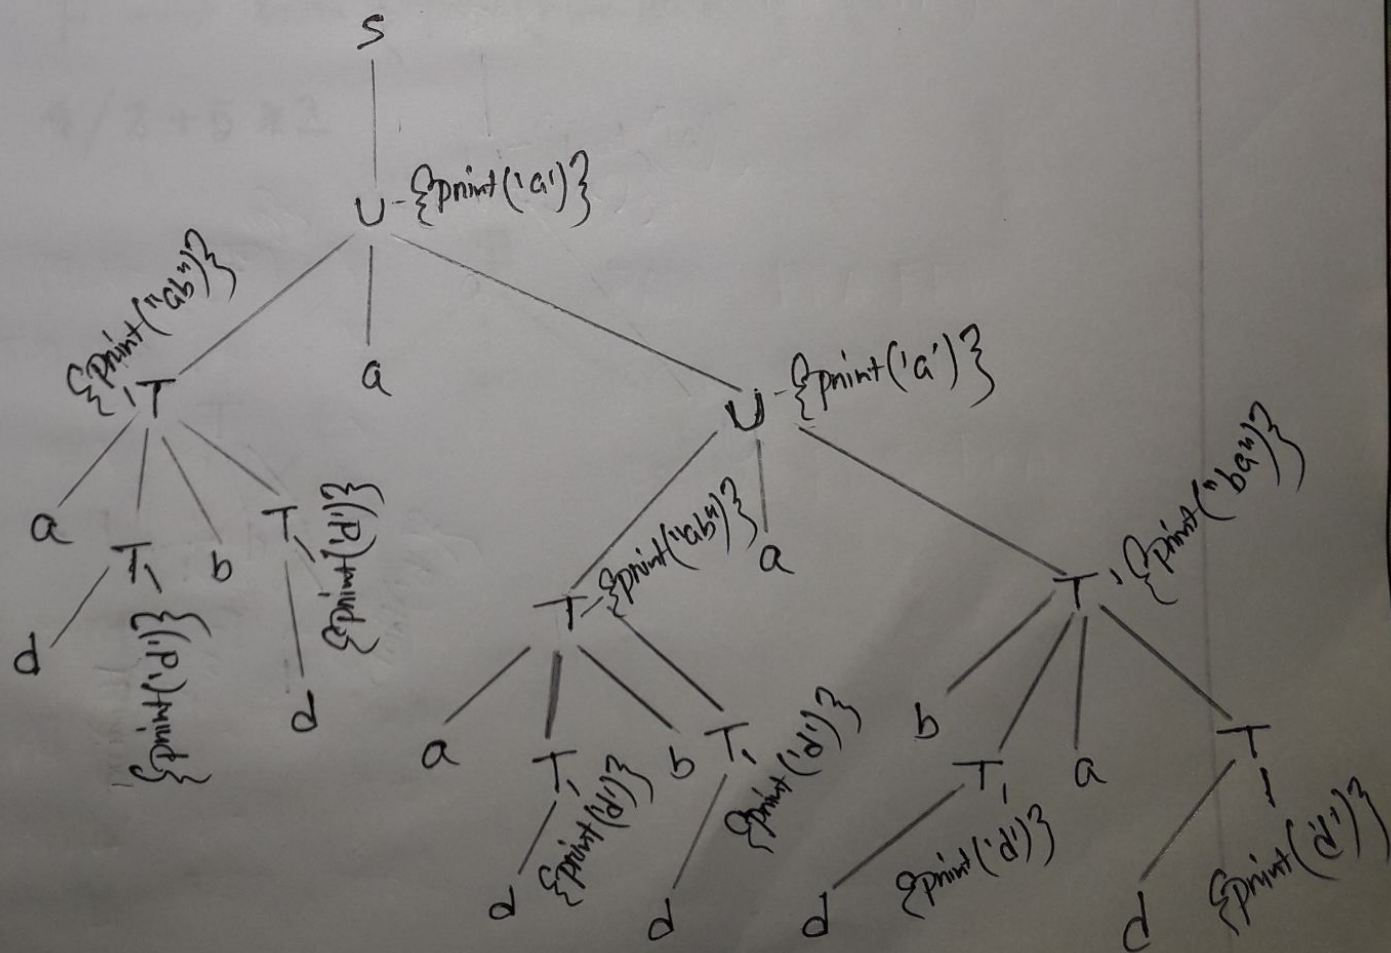 S
U - {print('a')}
{print("ab")}
T
a
U - {print('a')}
a T b T {print('d')}
d {print('d')} d
T - {print("ab")}
a
T {print("ba")}
a T b T
d {print('d')} d {print('d')}
b T a T
d {print('d')} d {print('d')}